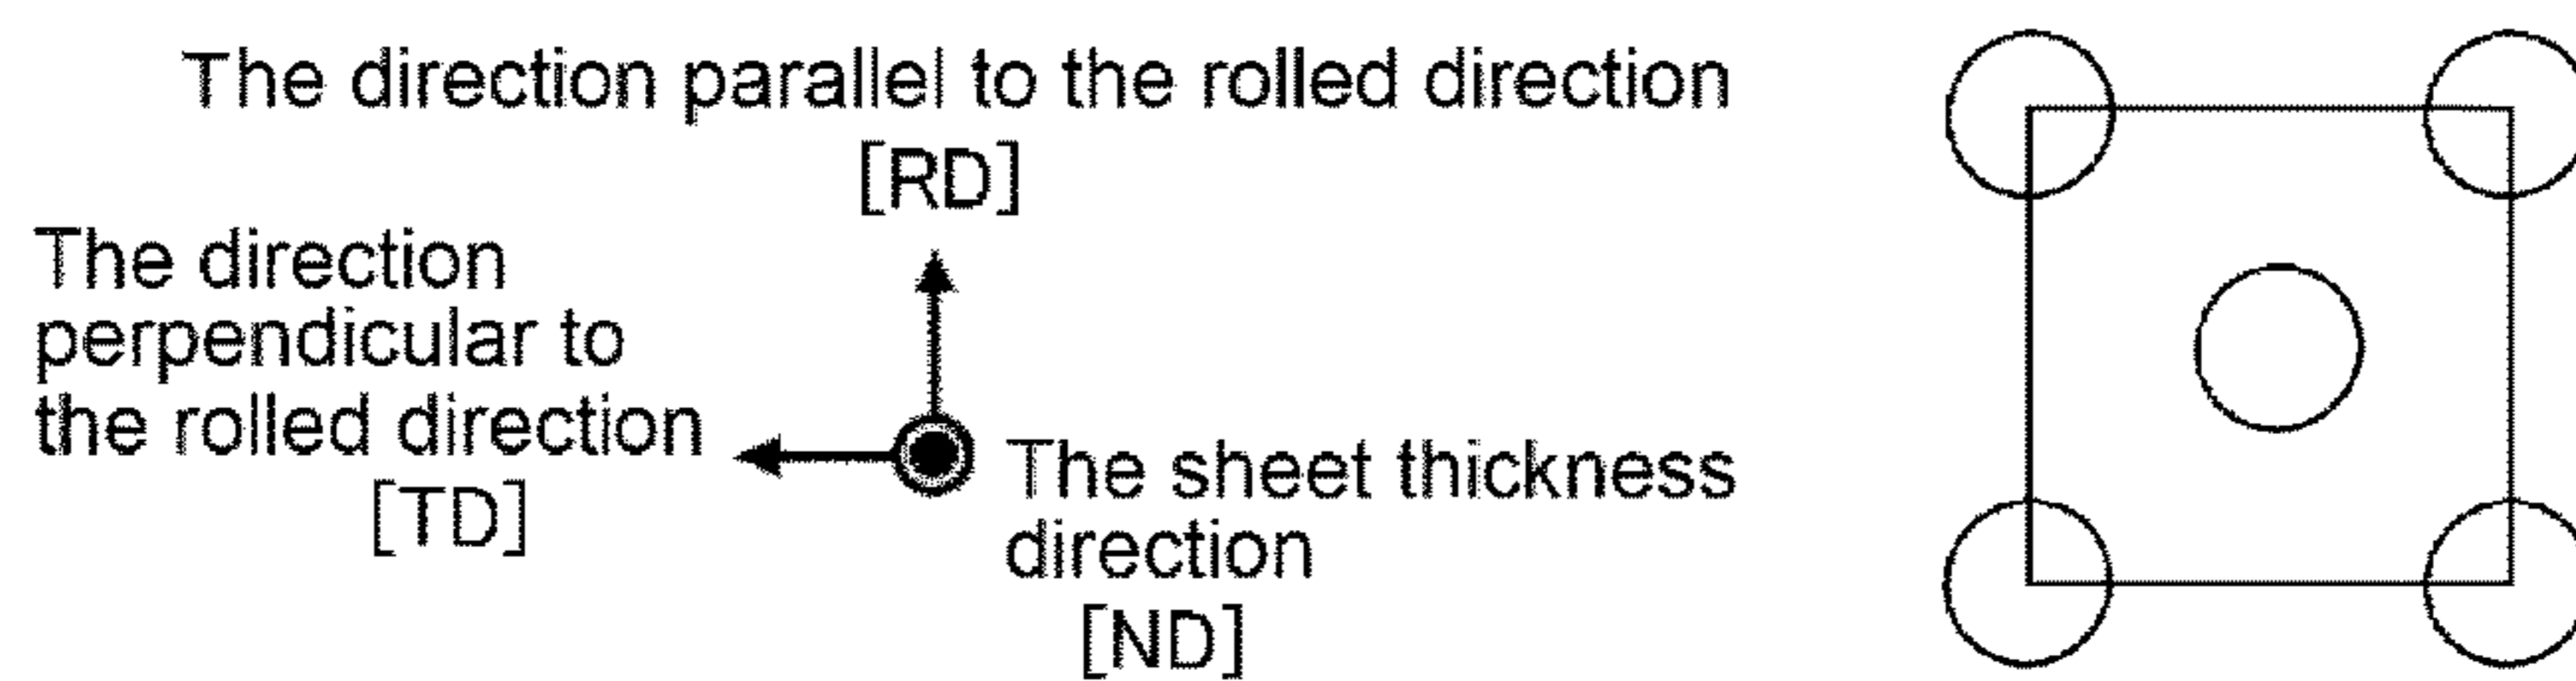 The direction parallel to the rolled direction
[RD]
The direction
perpendicular to
the rolled direction
[TD]
The sheet thickness
direction
[ND]